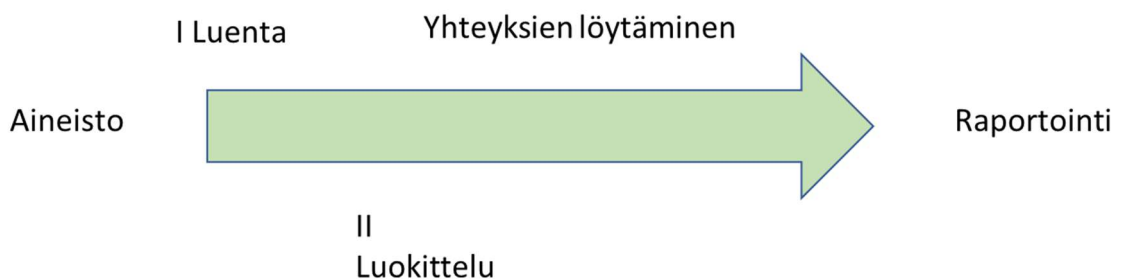 I Luenta
Yhteyksien löytäminen
Aineisto
Raportointi
II
Luokittelu